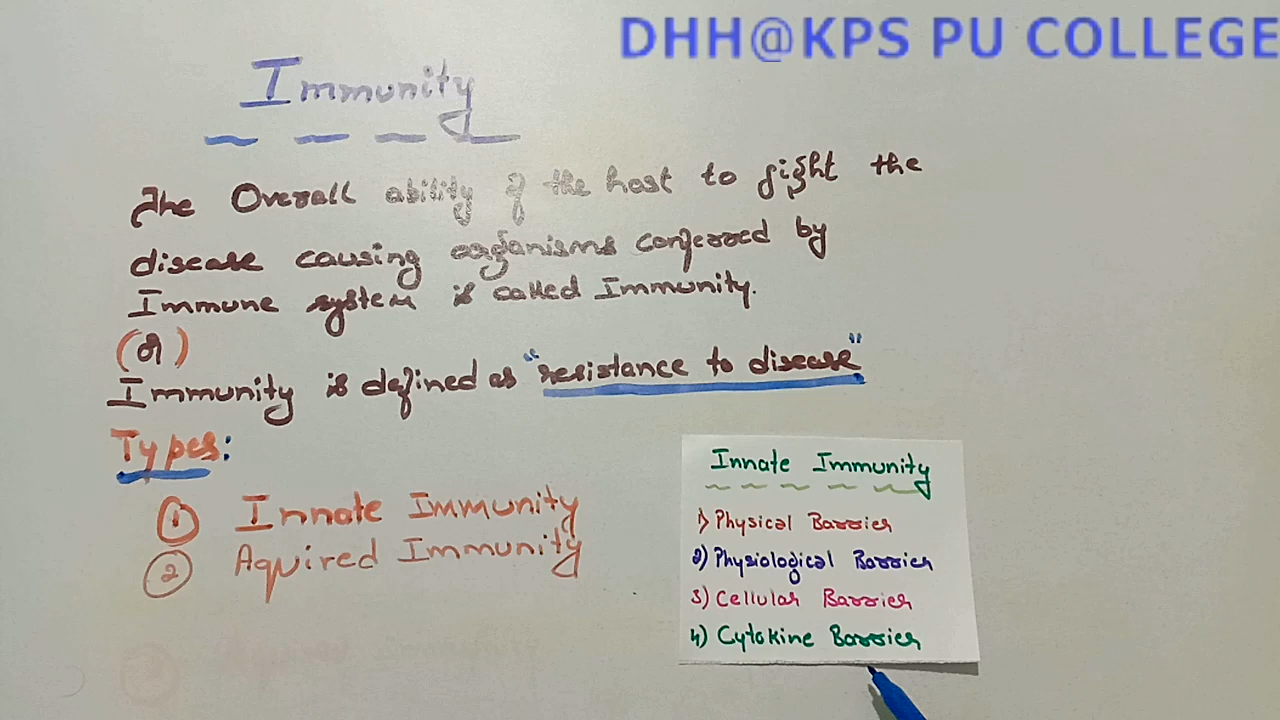 DHH@KPS PU COLLEGE
Immunity
The Overall ability of the host to fight the
disease causing organisms conferred by
Immune system is called Immunity.
(or)
Immunity is defined as "resistance to disease"
Types:
1 Innate Immunity
2 Aquired Immunity
Innate Immunity
1) Physical Barrier
2) Physiological Barrier
3) Cellular Barrier
4) Cytokine Barrier